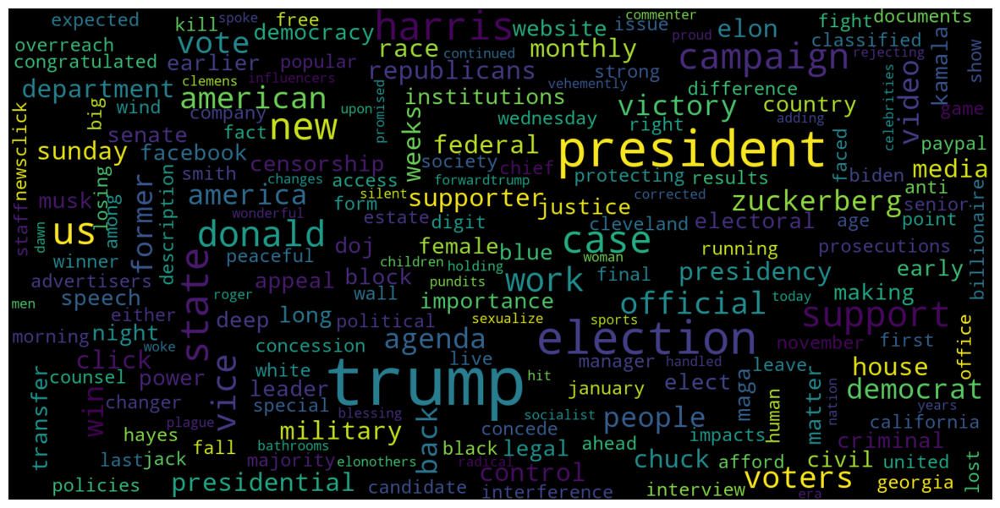 expected
kill
spoke
free
commenter
harris
website
issue
fight
documents
overreach
vote
democracy
race
monthly
elon
proud
classified
rejecting
congratulated
earlier
popular
continued
republicans
strong
campaign
video
kamala
show
department
clemens
influencers
vehemently
american
institutions
difference
victory
country
celebrities
game
big
wind
company
new
upon
promised
wednesday
adding
right
newsclick
senate
fact
weeks
federal
president
faced
paypal
sunday
facebook
censorship
society
chief
media
losing
smith
changes
access
forwardtrump
protecting
results
biden
anti
musk
former
description
america
silent
supporter
justice
corrected
zuckerberg
senior
staff
among
wonderful
form
estate
digit
cleveland
electoral
age
point
billionaire
us
dawn
donald
case
female
blue
running
prosecutions
winner
peaceful
doj
children
holding
woman
advertisers
state
appeal
block
pundits
work
final
presidency
early
men
speech
roger
wall
importance
official
today
making
either
deep
long
political
sexualize
sports
support
morning
night
woke
agenda
election
november
first
office
click
concession
live
manager
handled
leave
transfer
counsel
power
vice
white
leader
trump
hit
january
elect
maga
matter
house
win
changer
special
democrat
plague
blessing
back
socialist
people
human
nation
years
california
hayes
fall
military
concede
impacts
criminal
last
jack
bathrooms
black
legal
ahead
lost
majority
elonothers
radical
control
chuck
afford
civil
united
policies
presidential
candidate
interference
interview
voters
era
georgia